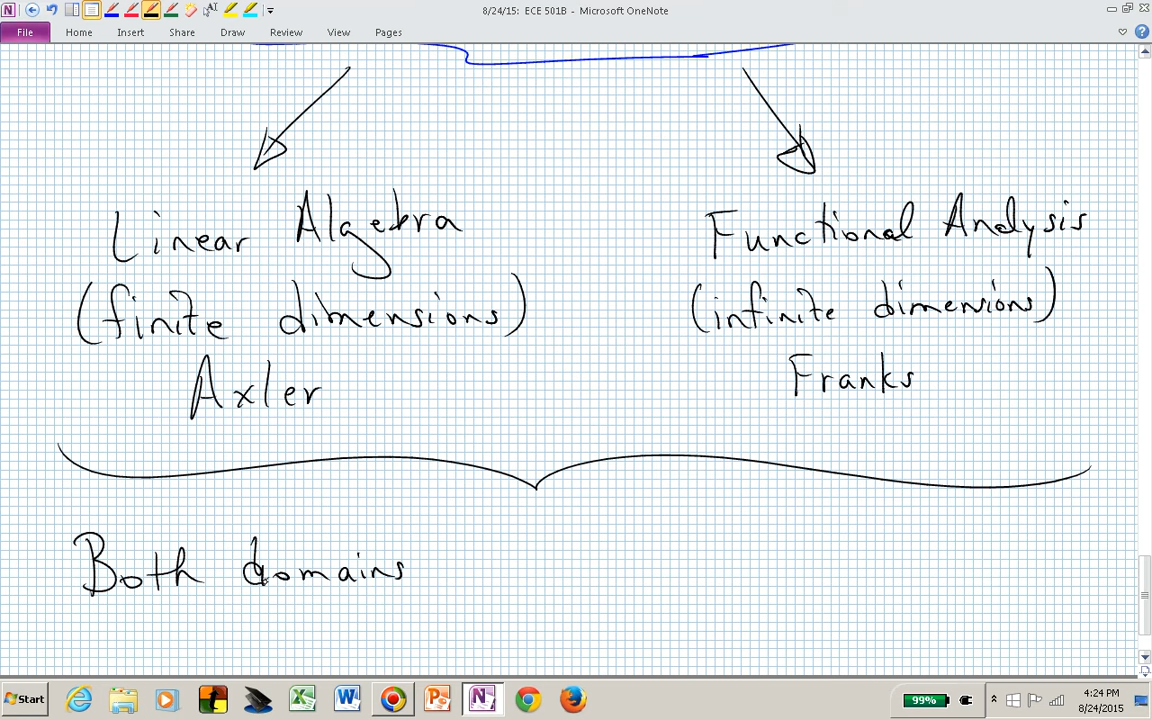 8/24/15: ECE 501B - Microsoft OneNote
File Home Insert Share Draw Review View Pages
Linear Algebra
(finite dimensions)
Axler
Functional Analysis
(infinite dimensions)
Franks
Both domains
Start
99%
4:24 PM
8/24/2015